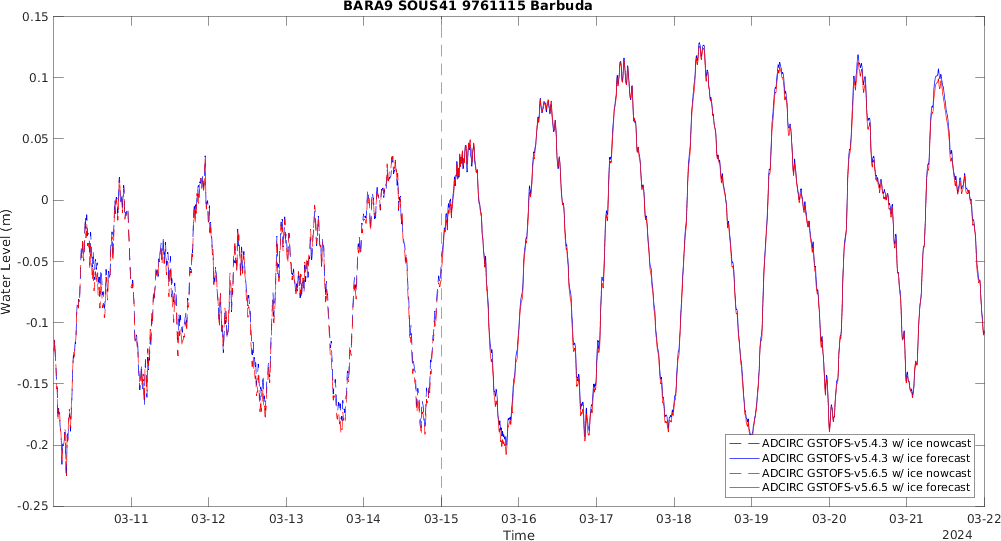 BARA9 SOUS41 9761115 Barbuda
Water Level (m)
0.15
0.1
0.05
0
-0.05
-0.1
-0.15
-0.2
-0.25
ADCIRC GSTOFS-v5.4.3 w/ ice nowcast
ADCIRC GSTOFS-v5.4.3 w/ ice forecast
ADCIRC GSTOFS-v5.6.5 w/ ice nowcast
ADCIRC GSTOFS-v5.6.5 w/ ice forecast
03-11 03-12 03-13 03-14 03-15 03-16 03-17 03-18 03-19 03-20 03-21 03-22
Time
2024